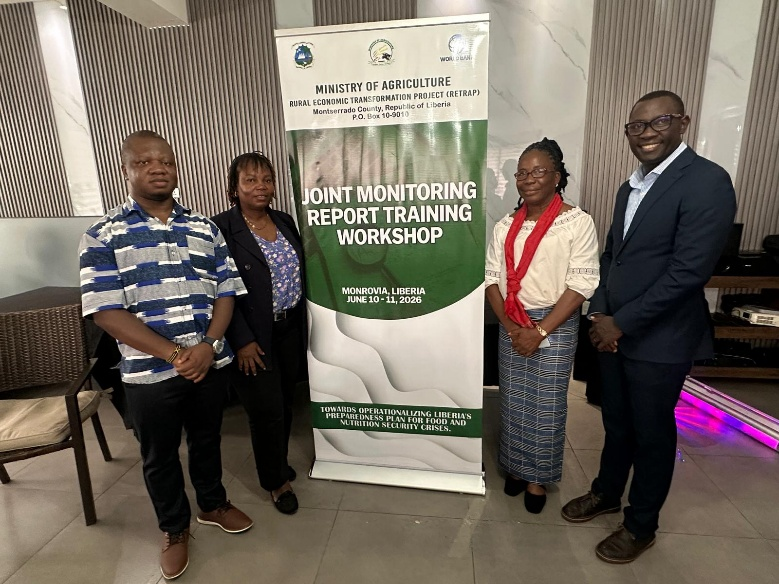 WORLD BANK
MINISTRY OF AGRICULTURE
RURAL ECONOMIC TRANSFORMATION PROJECT (RETRAP)
Montserrado County, Republic of Liberia
P.O. Box 10-9010
JOINT MONITORING
REPORT TRAINING
WORKSHOP
MONROVIA, LIBERIA
JUNE 10 - 11, 2026
TOWARDS OPERATIONALIZING LIBERIA'S
PREPAREDNESS PLAN FOR FOOD AND
NUTRITION SECURITY CRISES.